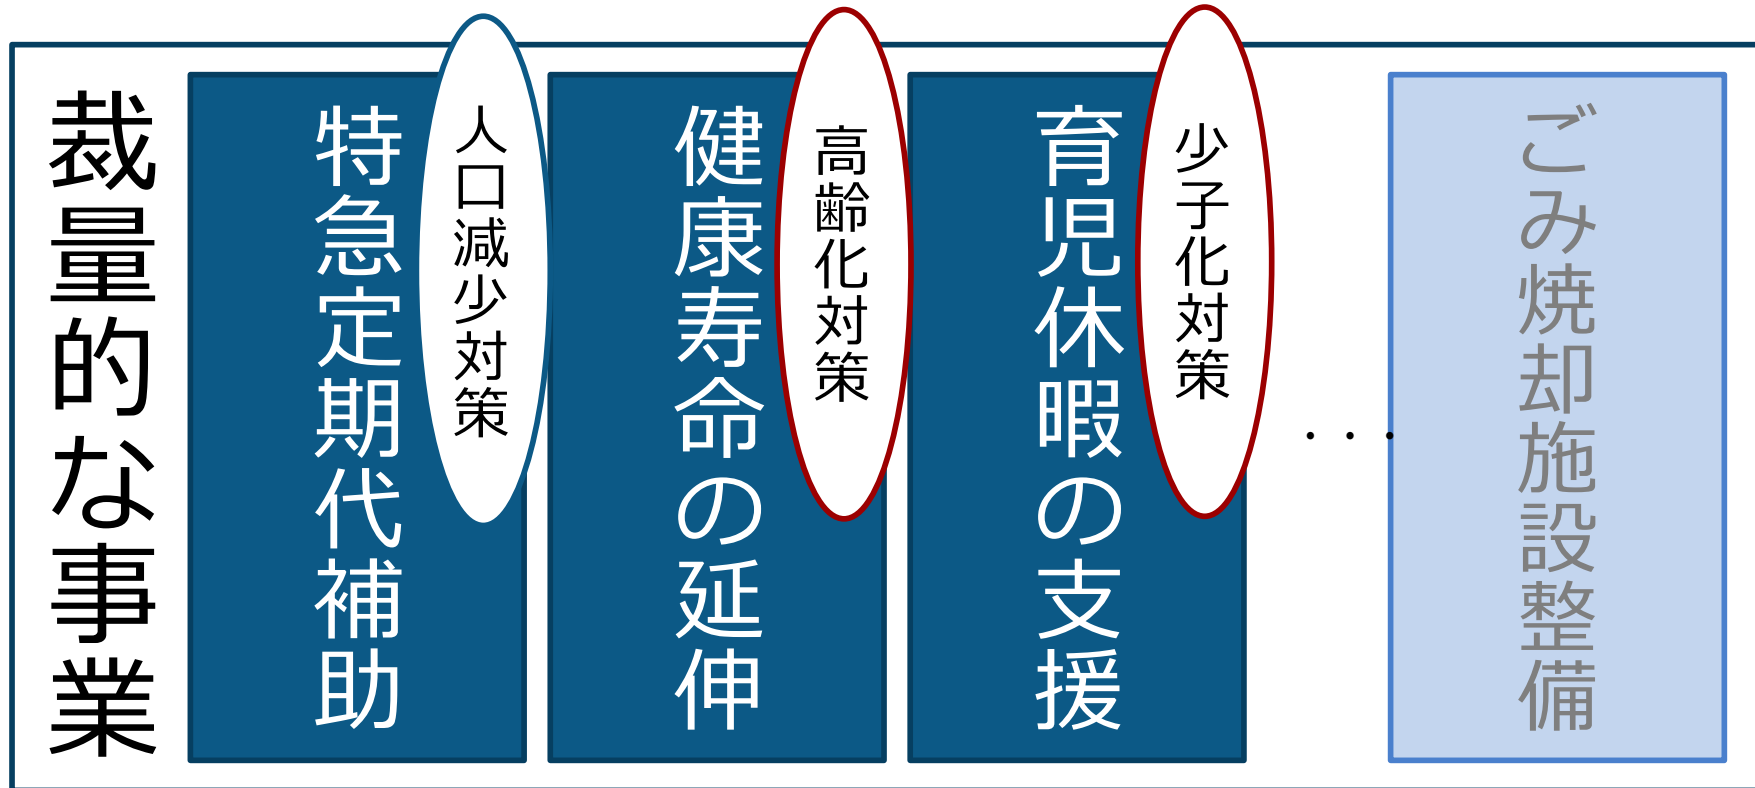 裁量的な事業
特急定期代補助
人口減少対策
健康寿命の延伸
高齢化対策
育児休暇の支援
少子化対策
・・・
ごみ焼却施設整備